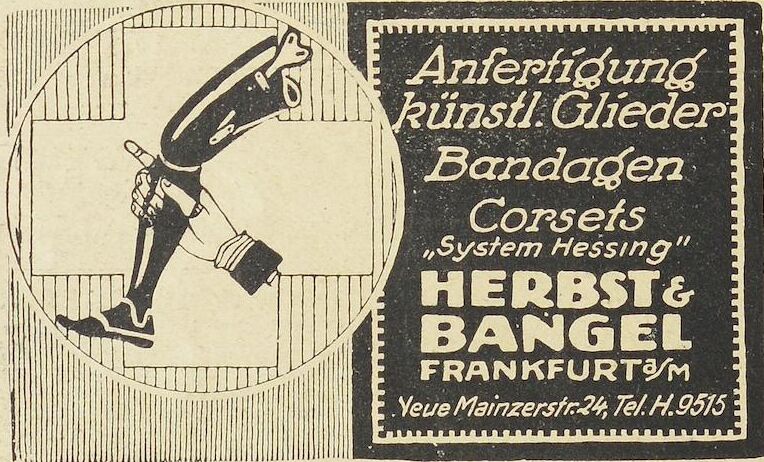 Anfertigung
künstl. Glieder
Bandagen
Corsets
„System Hessing"
HERBST &
BANGEL
FRANKFURT a/M
Neue Mainzerstr. 24, Tel. H. 9515